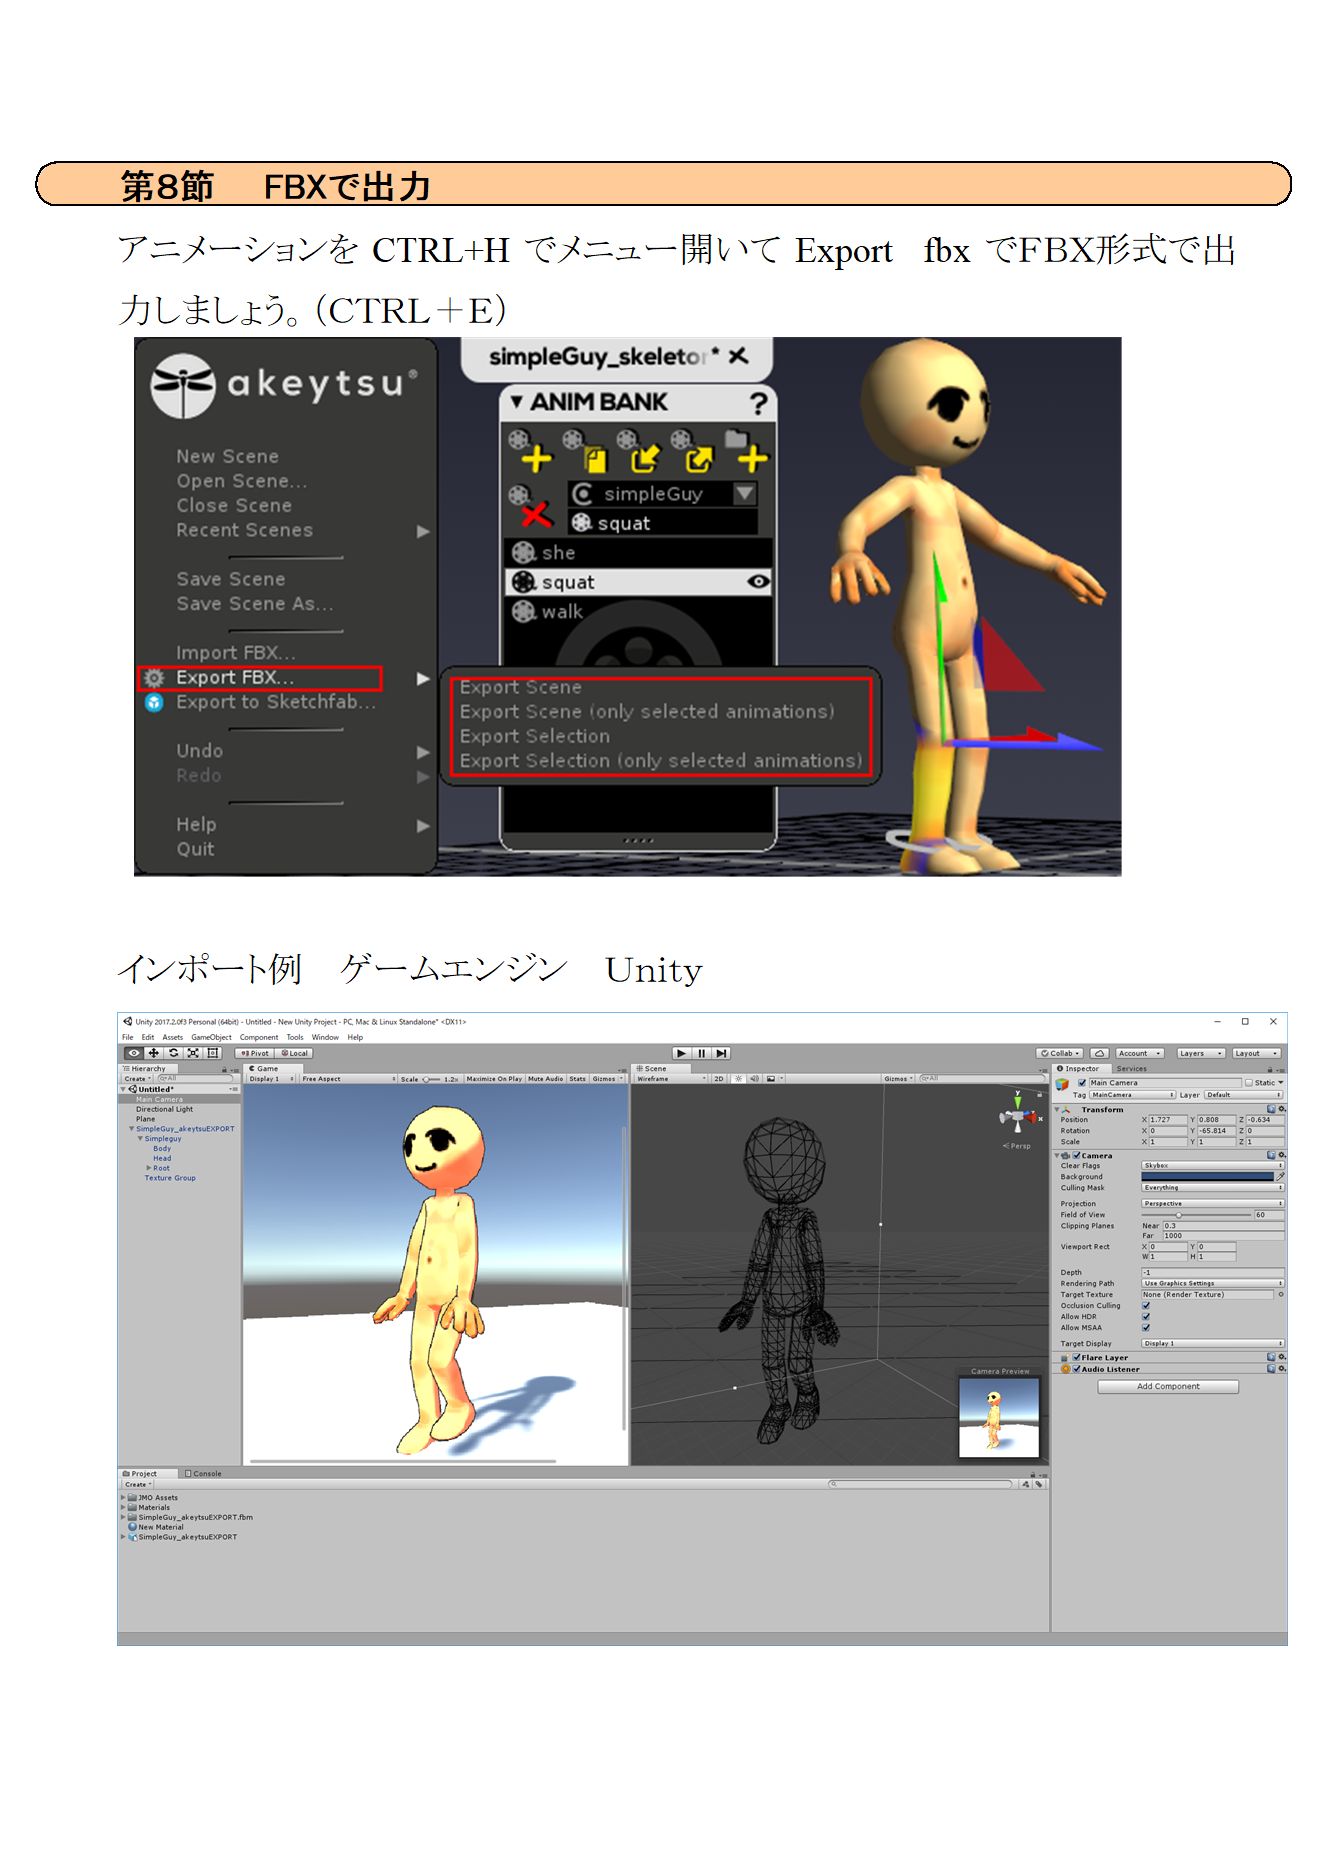 第8節 FBXで出力
アニメーションを CTRL+H でメニュー開いて Export fbx でFBX形式で出
力しましょう。（CTRL＋E）
akeytsu®
New Scene
Open Scene...
Close Scene
Recent Scenes
Save Scene
Save Scene As...
Import FBX...
Export FBX...
Export to Sketchfab...
Undo
Redo
Help
Quit
simpleGuy_skeletor* ✕
▼ ANIM BANK ?
simpleGuy
squat
she
squat
walk
Export Scene
Export Scene (only selected animations)
Export Selection
Export Selection (only selected animations)
インポート例 ゲームエンジン Unity
Unity 2017.2.0f3 Personal (64bit) - Untitled - New Unity Project - PC, Mac & Linux Standalone* <DX11>
File Edit Assets GameObject Component Tools Window Help
Pivot Local
Collab Account Layers Layout
Hierarchy
Create All
Untitled*
Main Camera
Directional Light
Plane
SimpleGuy_akeytsuEXPORT
Simpleguy
Body
Head
Root
Texture Group
Game
Display 1 Free Aspect Scale 1.2x Maximize On Play Mute Audio Stats Gizmos
Scene
Wireframe 2D Gizmos All
y
x
Persp
Camera Preview
Inspector Services
Main Camera Static
Tag MainCamera Layer Default
Transform
Position X 1.727 Y 0.808 Z -0.634
Rotation X 0 Y -65.814 Z 0
Scale X 1 Y 1 Z 1
Camera
Clear Flags Skybox
Background
Culling Mask Everything
Projection Perspective
Field of View 60
Clipping Planes Near 0.3
Far 1000
Viewport Rect X 0 Y 0
W 1 H 1
Depth -1
Rendering Path Use Graphics Settings
Target Texture None (Render Texture)
Occlusion Culling
Allow HDR
Allow MSAA
Target Display Display 1
Flare Layer
Audio Listener
Add Component
Project Console
Create
JMO Assets
Materials
SimpleGuy_akeytsuEXPORT.fbm
New Material
SimpleGuy_akeytsuEXPORT